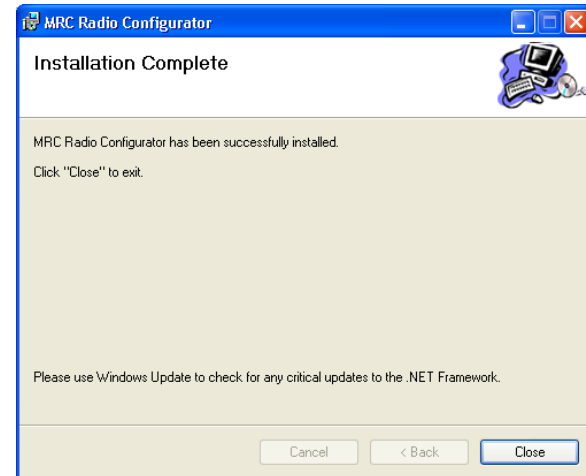 MRC Radio Configurator
Installation Complete
MRC Radio Configurator has been successfully installed.
Click "Close" to exit.
Please use Windows Update to check for any critical updates to the .NET Framework.
Cancel
< Back
Close